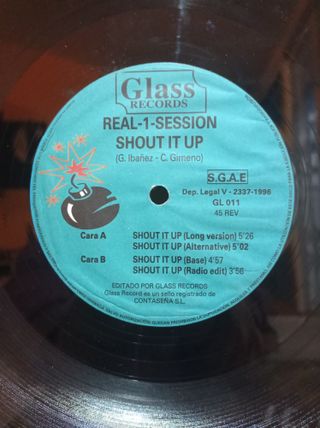 Glass
RECORDS
REAL-1-SESSION
SHOUT IT UP
(G. Ibañez - C. Gimeno)
S.G.A.E
Dep. Legal V - 2337-1996
GL 011
45 REV
Cara A SHOUT IT UP (Long version) 5'26
SHOUT IT UP (Alternative) 5'02
Cara B SHOUT IT UP (Base) 4'57
SHOUT IT UP (Radio edit) 3'56
EDITADO POR GLASS RECORDS
Glass Record es un sello registrado de
CONTASEÑA S.L.